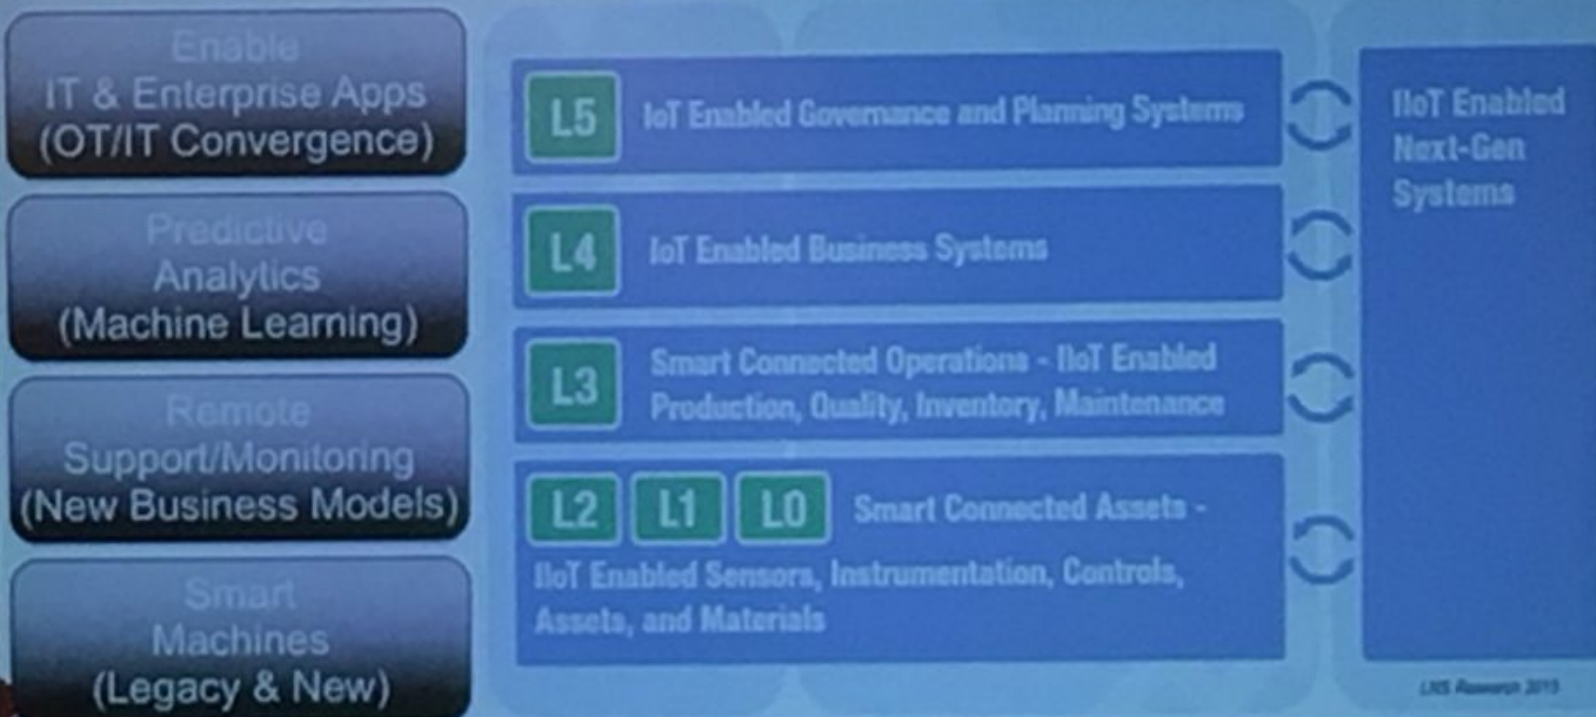 Enable
IT & Enterprise Apps
(OT/IT Convergence)
Predictive
Analytics
(Machine Learning)
Remote
Support/Monitoring
(New Business Models)
Smart
Machines
(Legacy & New)
L5 IoT Enabled Governance and Planning Systems
L4 IoT Enabled Business Systems
L3 Smart Connected Operations - IIoT Enabled
Production, Quality, Inventory, Maintenance
L2 L1 L0 Smart Connected Assets -
IIoT Enabled Sensors, Instrumentation, Controls,
Assets, and Materials
IIoT Enabled
Next-Gen
Systems
LNS Research 2015